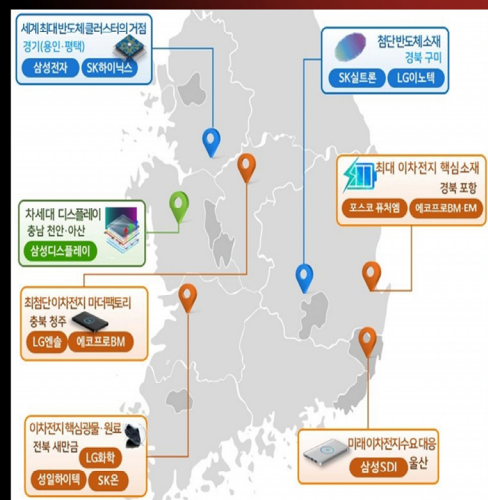 세계 최대 반도체 클러스터의 거점
경기(용인·평택)
삼성전자 SK하이닉스
첨단 반도체 소재
경북 구미
SK실트론 LG이노텍
최대 이차전지 핵심소재
경북 포항
포스코 퓨처엠 에코프로BM·EM
차세대 디스플레이
충남 천안·아산
삼성디스플레이
최첨단 이차전지 마더팩토리
충북 청주
LG엔솔 에코프로BM
이차전지 핵심광물·원료
전북 새만금
LG화학
성일하이텍 SK온
미래 이차전지 수요 대응
삼성SDI 울산